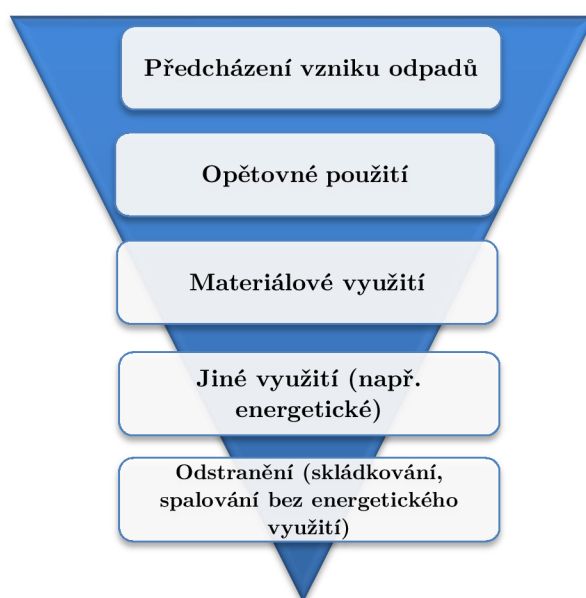 Předcházení vzniku odpadů
Opětovné použití
Materiálové využití
Jiné využití (např.
energetické)
Odstranění (skládkování,
spalování bez energetického
využití)